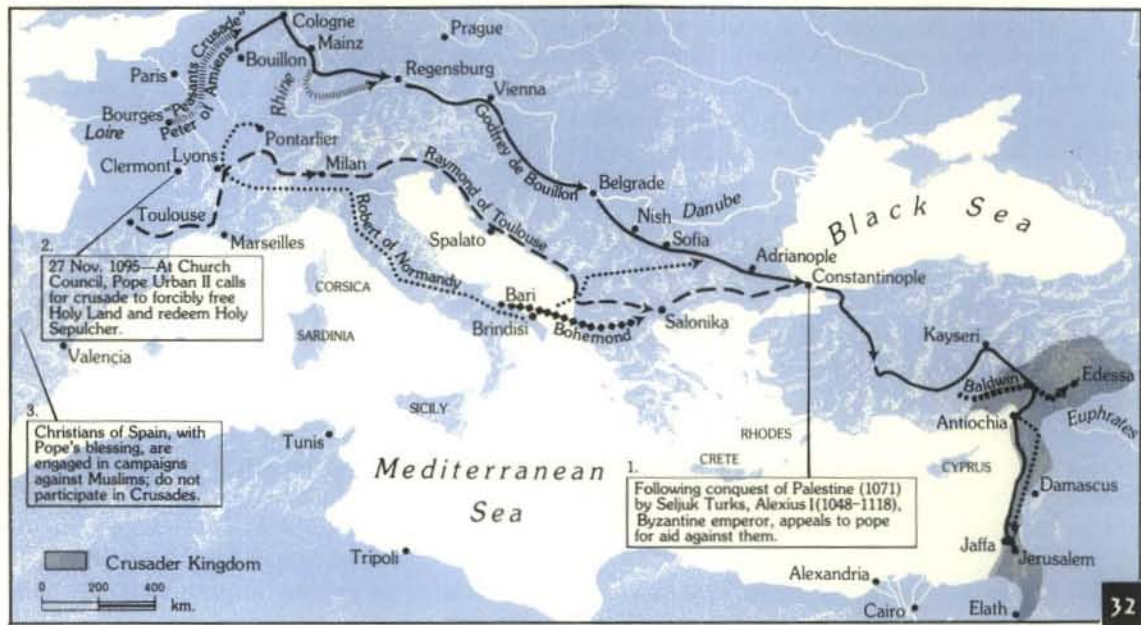 Cologne
Mainz
Prague
"Peasants Crusade"
Peter of Amiens
Bouillon
Paris
Regensburg
Rhine
Vienna
Bourges
Loire
Pontarlier
Godfrey de Bouillon
Clermont
Lyons
Milan
Raymond of Toulouse
Belgrade
Toulouse
Marseilles
Robert of Normandy
Spalato
Nish
Danube
Sofia
Black Sea
Adrianople
Constantinople
2.
27 Nov. 1095—At Church
Council, Pope Urban II calls
for crusade to forcibly free
Holy Land and redeem Holy
Sepulcher.
CORSICA
SARDINIA
Bari
Brindisi
Bohemond
Salonika
Kayseri
Valençia
Baldwin
Edessa
3.
Christians of Spain, with
Pope's blessing, are
engaged in campaigns
against Muslims; do not
participate in Crusades.
SICILY
Tunis
Antiochia
Euphrates
RHODES
CRETE
CYPRUS
Mediterranean
Sea
1.
Following conquest of Palestine (1071)
by Seljuk Turks, Alexius I(1048–1118),
Byzantine emperor, appeals to pope
for aid against them.
Damascus
Crusader Kingdom
Tripoli
Jaffa
Jerusalem
Alexandria
Cairo
Elath
0 200 400
km.
32